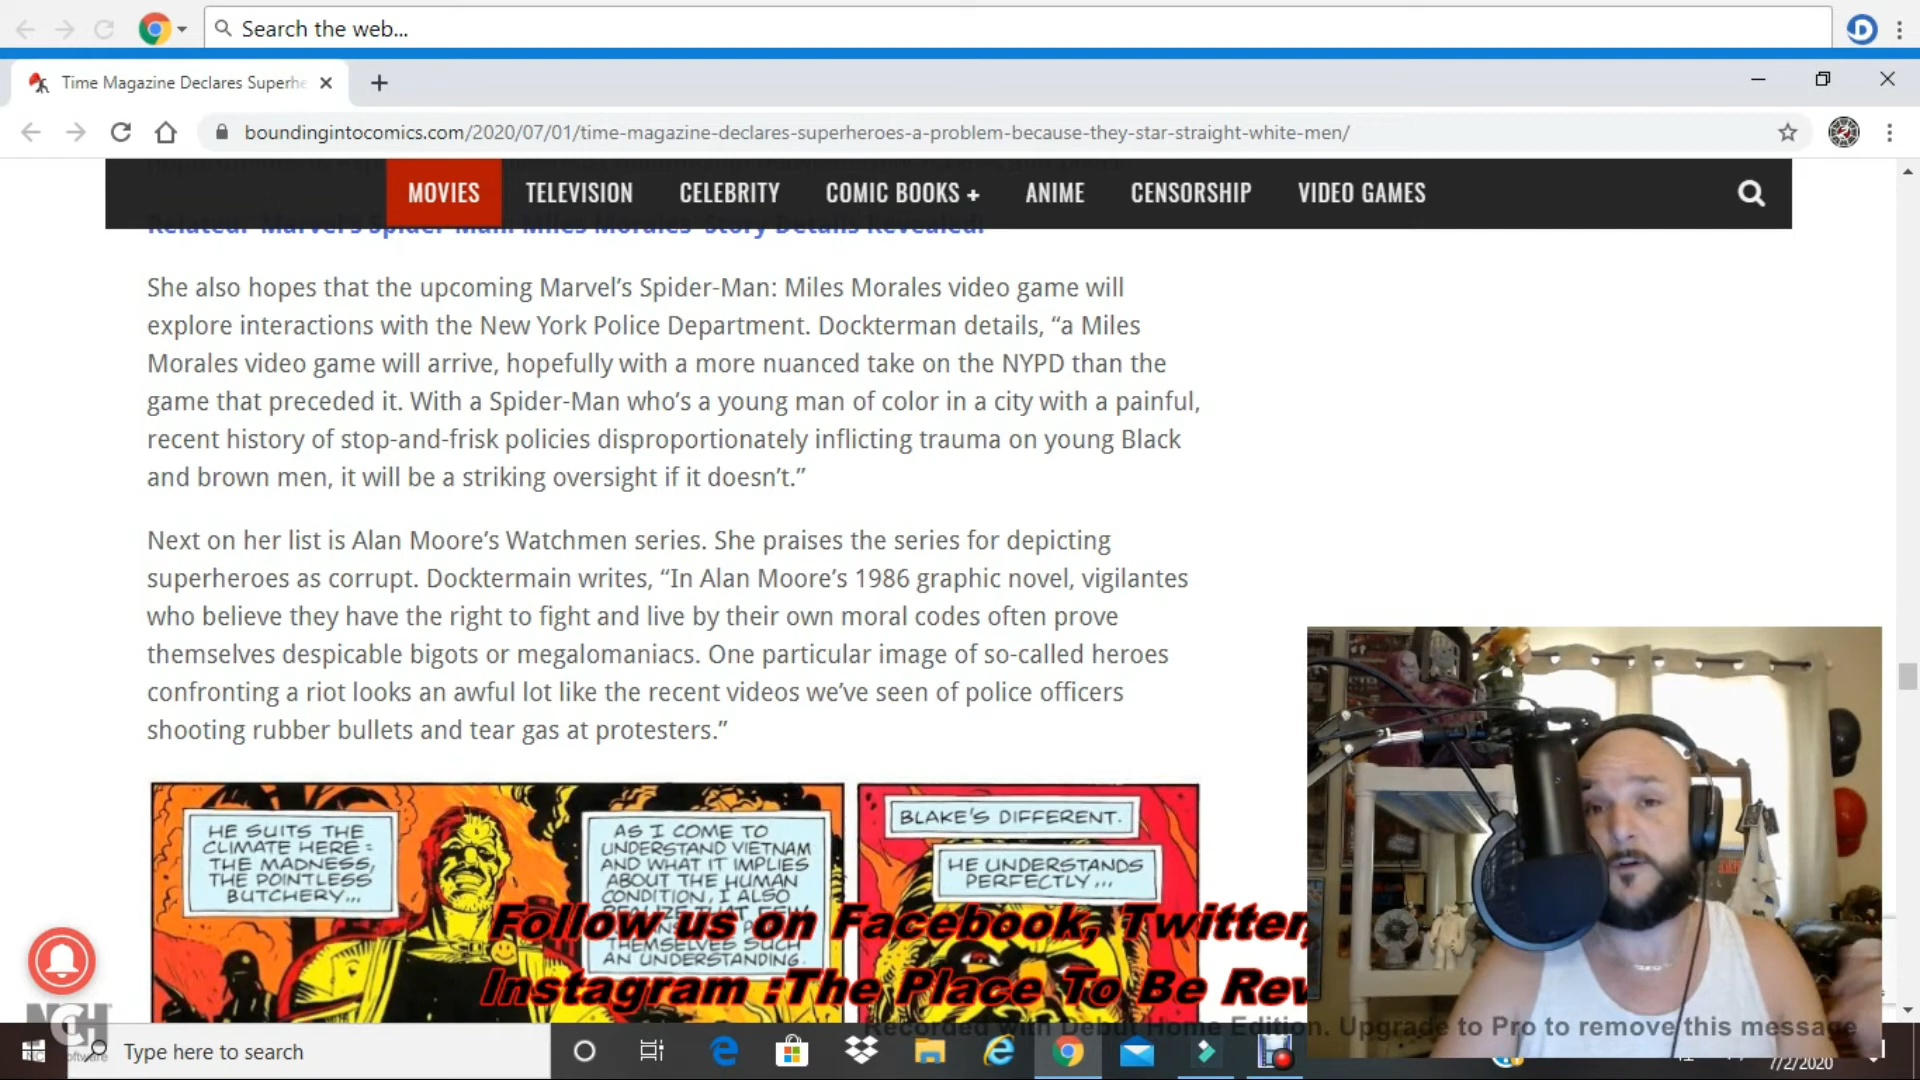 Search the web...
Time Magazine Declares Superhe
boundingintocomics.com/2020/07/01/time-magazine-declares-superheroes-a-problem-because-they-star-straight-white-men/
MOVIES TELEVISION CELEBRITY COMIC BOOKS + ANIME CENSORSHIP VIDEO GAMES
Related: 'Marvel's Spider-Man: Miles Morales' Story Details Revealed!
She also hopes that the upcoming Marvel’s Spider-Man: Miles Morales video game will
explore interactions with the New York Police Department. Dockterman details, “a Miles
Morales video game will arrive, hopefully with a more nuanced take on the NYPD than the
game that preceded it. With a Spider-Man who’s a young man of color in a city with a painful,
recent history of stop-and-frisk policies disproportionately inflicting trauma on young Black
and brown men, it will be a striking oversight if it doesn’t.”
Next on her list is Alan Moore’s Watchmen series. She praises the series for depicting
superheroes as corrupt. Docktermain writes, “In Alan Moore’s 1986 graphic novel, vigilantes
who believe they have the right to fight and live by their own moral codes often prove
themselves despicable bigots or megalomaniacs. One particular image of so-called heroes
confronting a riot looks an awful lot like the recent videos we’ve seen of police officers
shooting rubber bullets and tear gas at protesters.”
HE SUITS THE
CLIMATE HERE:
THE MADNESS,
THE POINTLESS
BUTCHERY...
AS I COME TO
UNDERSTAND VIETNAM
AND WHAT IT IMPLIES
ABOUT THE HUMAN
CONDITION, I ALSO
THEMSELVES SUCH
AN UNDERSTANDING.
BLAKE'S DIFFERENT.
HE UNDERSTANDS
PERFECTLY...
Follow us on Facebook, Twitter,
Instagram :The Place To Be Rev
NCH
Recorded with Debut Home Edition. Upgrade to Pro to remove this message
Type here to search
7/2/2020